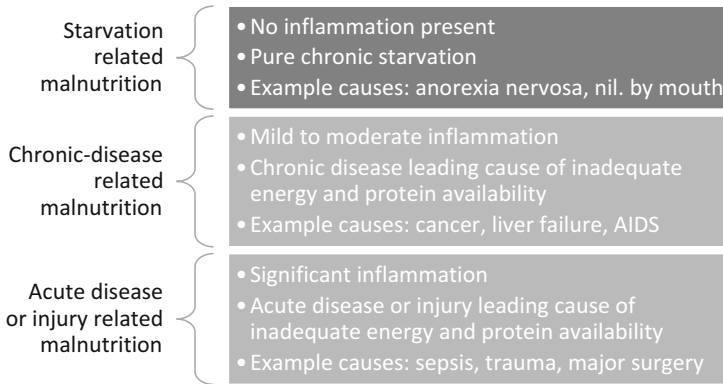 Starvation
related
malnutrition
• No inflammation present
• Pure chronic starvation
• Example causes: anorexia nervosa, nil. by mouth
Chronic-disease
related
malnutrition
• Mild to moderate inflammation
• Chronic disease leading cause of inadequate
energy and protein availability
• Example causes: cancer, liver failure, AIDS
Acute disease
or injury related
malnutrition
• Significant inflammation
• Acute disease or injury leading cause of
inadequate energy and protein availability
• Example causes: sepsis, trauma, major surgery